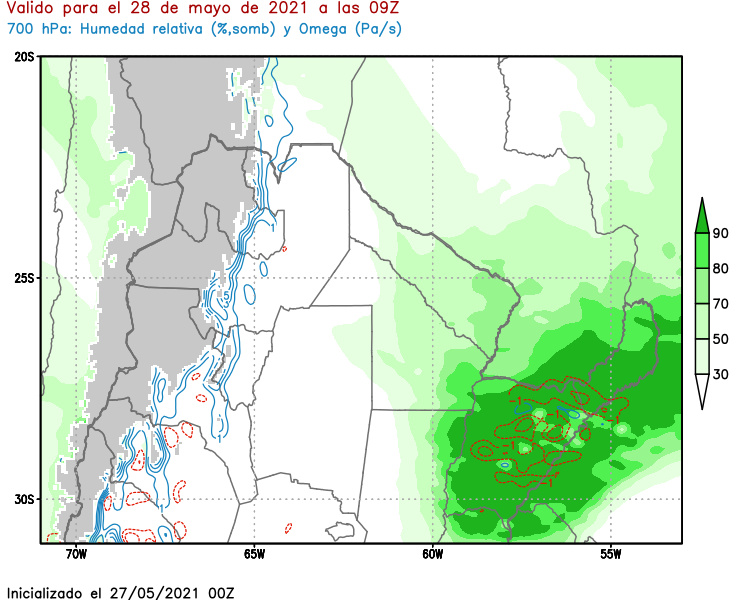 Valido para el 28 de mayo de 2021 a las 09Z
700 hPa: Humedad relativa (%,somb) y Omega (Pa/s)
20S
25S
30S
70W
65W
60W
55W
90
80
70
50
30
Inicializado el 27/05/2021 00Z